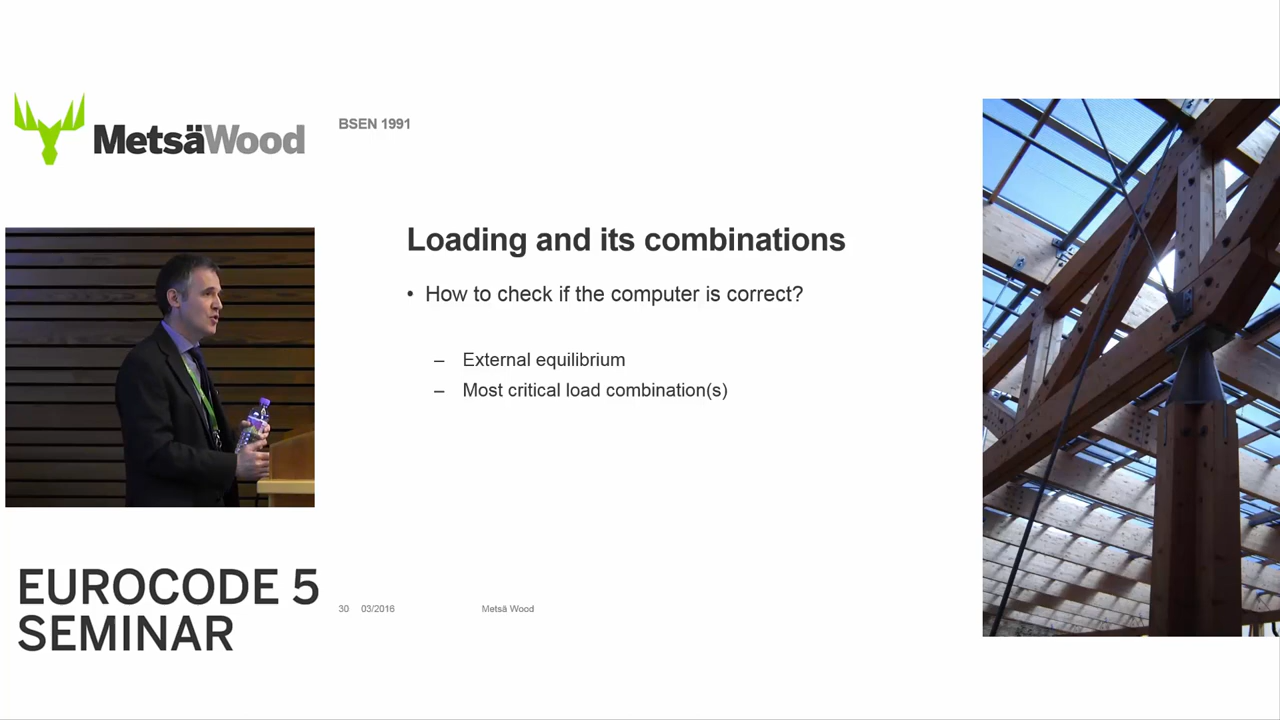 MetsäWood
BSEN 1991
Loading and its combinations
• How to check if the computer is correct?
– External equilibrium
– Most critical load combination(s)
EUROCODE 5
SEMINAR
30 03/2016 Metsä Wood